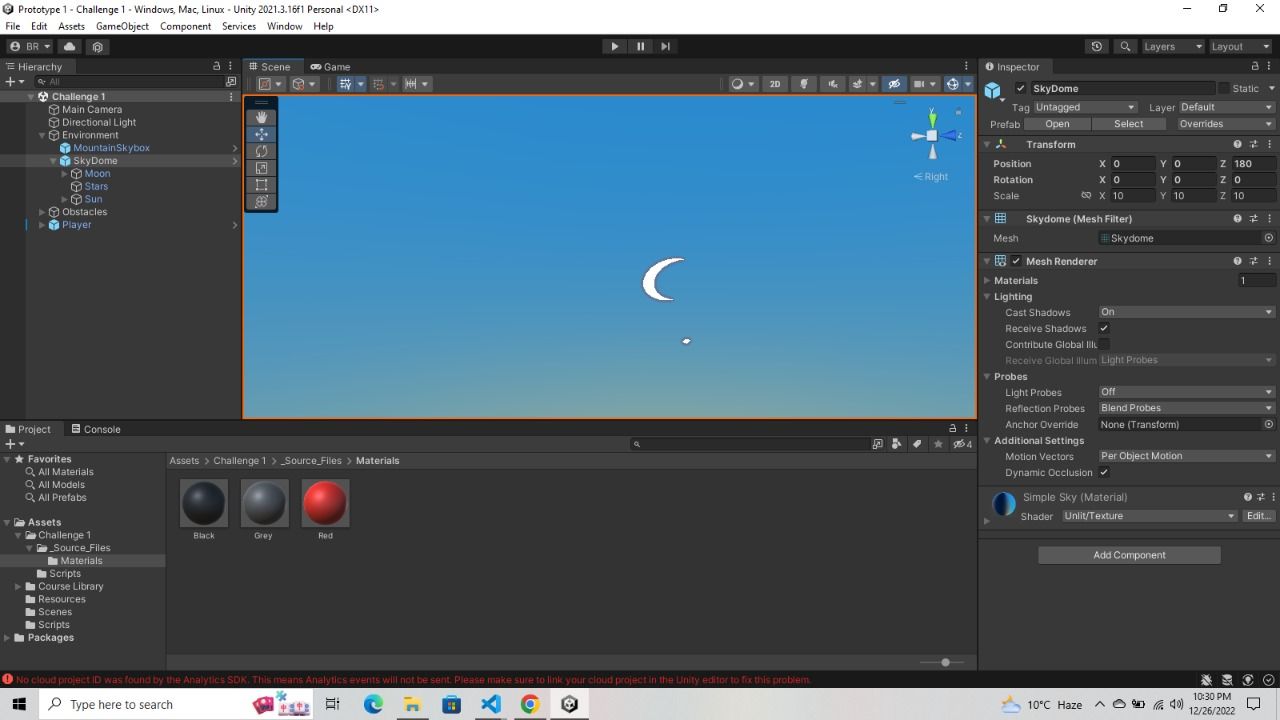 Prototype 1 - Challenge 1 - Windows, Mac, Linux - Unity 2021.3.16f1 Personal <DX11>
File Edit Assets GameObject Component Services Window Help
BR Layers Layout
Hierarchy
All
Challenge 1
Main Camera
Directional Light
Environment
MountainSkybox
SkyDome
Moon
Stars
Sun
Obstacles
Player
Scene Game
2D
y
z
Right
Inspector
SkyDome Static
Tag Untagged Layer Default
Prefab Open Select Overrides
Transform
Position X 0 Y 0 Z 180
Rotation X 0 Y 0 Z 0
Scale X 10 Y 10 Z 10
Skydome (Mesh Filter)
Mesh Skydome
Mesh Renderer
Materials 1
Lighting
Cast Shadows On
Receive Shadows
Contribute Global Illu
Receive Global Illum Light Probes
Probes
Light Probes Off
Reflection Probes Blend Probes
Anchor Override None (Transform)
Additional Settings
Motion Vectors Per Object Motion
Dynamic Occlusion
Simple Sky (Material)
Shader Unlit/Texture Edit...
Add Component
Project Console
4
Favorites
All Materials
All Models
All Prefabs
Assets
Challenge 1
_Source_Files
Materials
Scripts
Course Library
Resources
Scenes
Scripts
Packages
Assets > Challenge 1 > _Source_Files > Materials
Black Grey Red
No cloud project ID was found by the Analytics SDK. This means Analytics events will not be sent. Please make sure to link your cloud project in the Unity editor to fix this problem.
Type here to search
10°C Haze
10:30 PM
12/26/2022